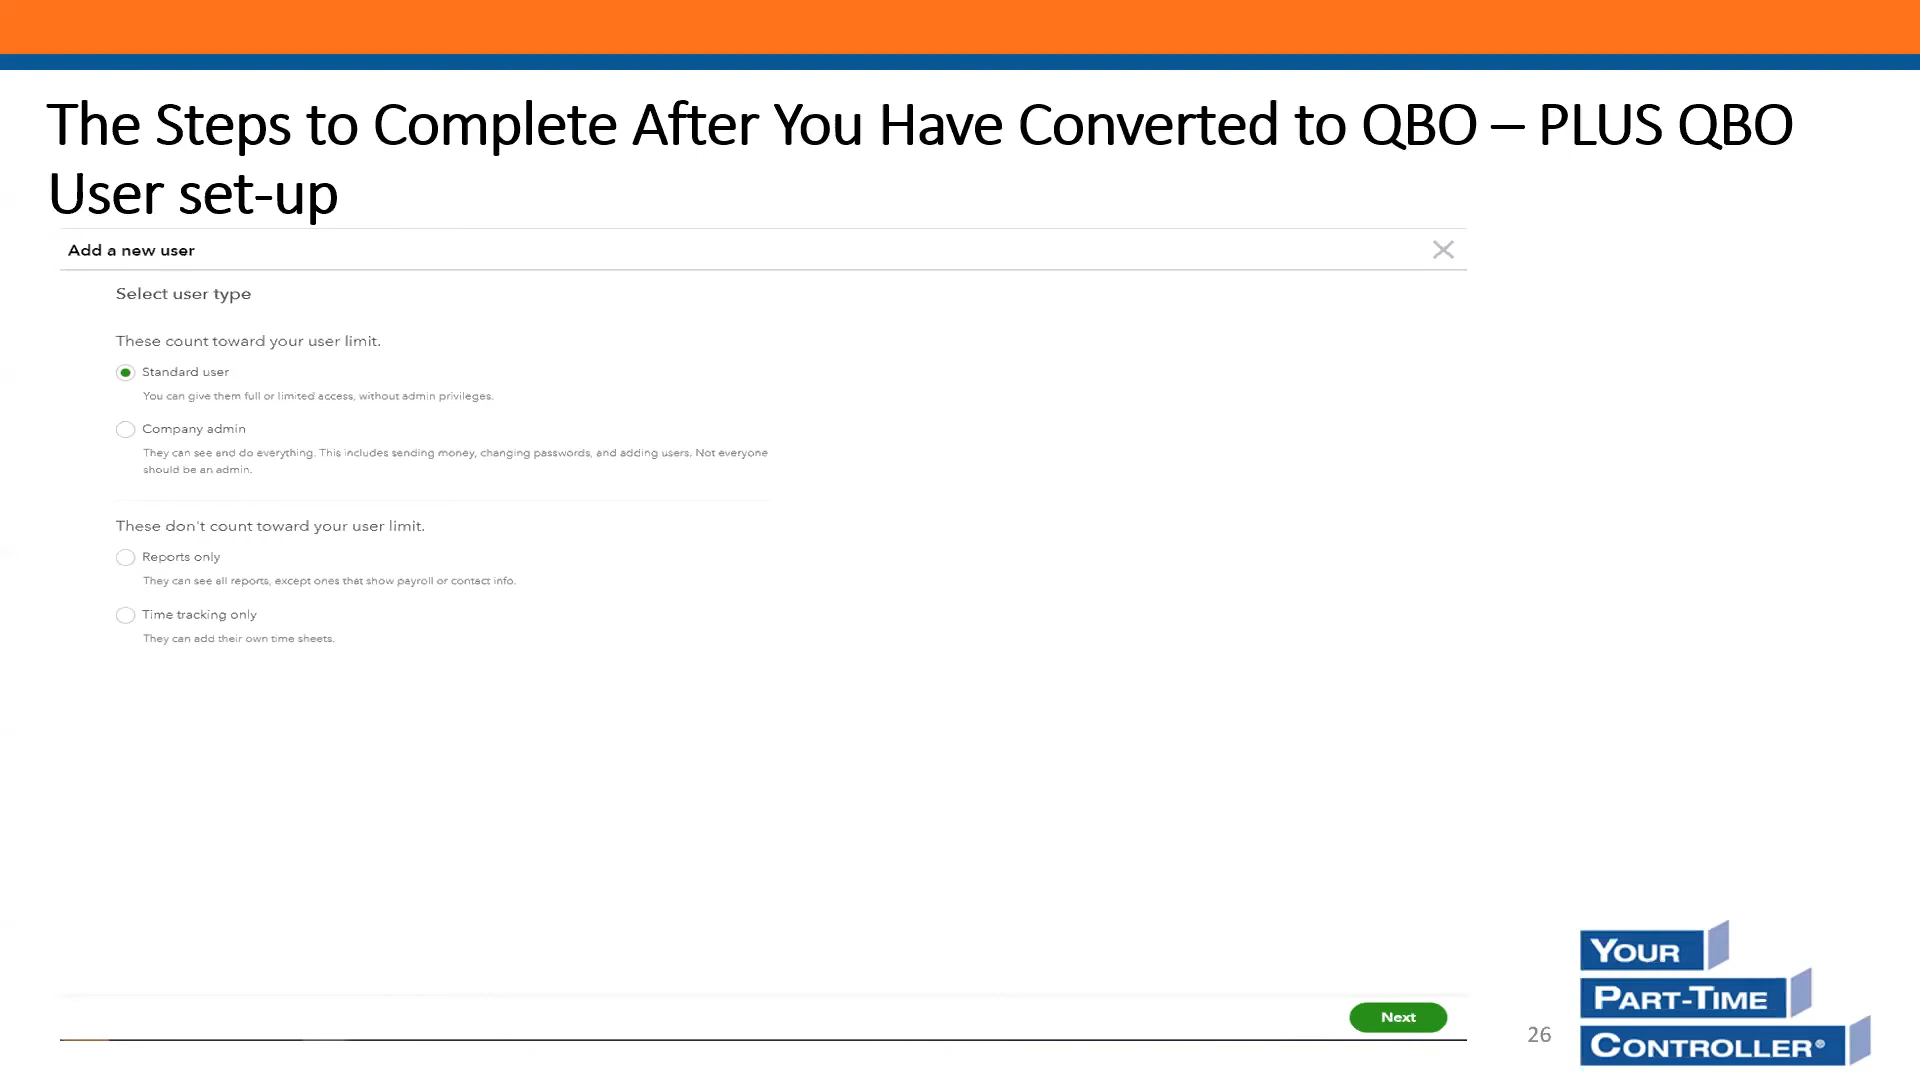 The Steps to Complete After You Have Converted to QBO – PLUS QBO
User set-up
Add a new user
Select user type
These count toward your user limit.
Standard user
You can give them full or limited access, without admin privileges.
Company admin
They can see and do everything. This includes sending money, changing passwords, and adding users. Not everyone
should be an admin.
These don't count toward your user limit.
Reports only
They can see all reports, except ones that show payroll or contact info.
Time tracking only
They can add their own time sheets.
Next
26
YOUR
PART-TIME
CONTROLLER®